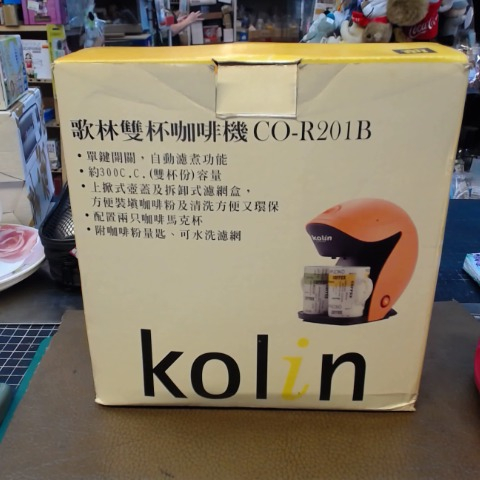 歌林雙杯咖啡機 CO-R201B
•單鍵開關，自動濾煮功能
•約300C.C.(雙杯份)容量
•上掀式壺蓋及拆卸式濾網盒，
方便裝填咖啡粉及清洗方便又環保
•配置兩只咖啡馬克杯
•附咖啡粉量匙、可水洗濾網
kolin
kolin